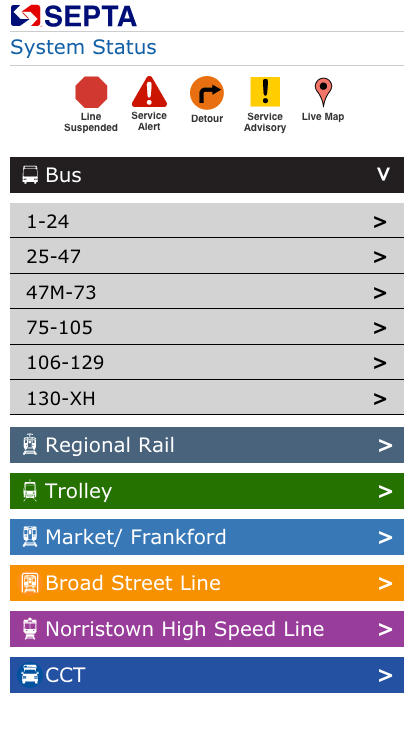 SEPTA
System Status
Line Suspended
Service Alert
Detour
Service Advisory
Live Map
Bus
1-24 >
25-47 >
47M-73 >
75-105 >
106-129 >
130-XH >
Regional Rail >
Trolley >
Market/ Frankford >
Broad Street Line >
Norristown High Speed Line >
CCT >